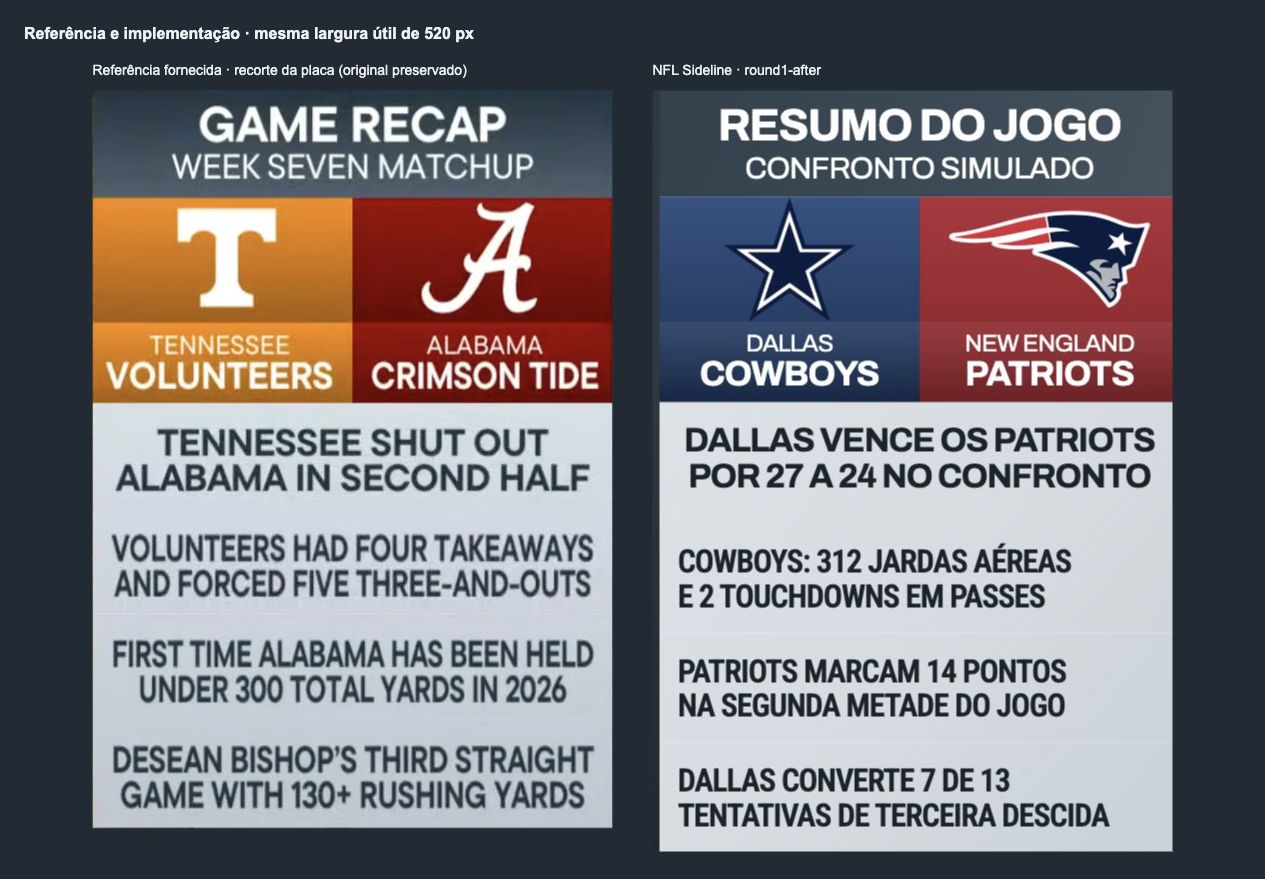 Referência e implementação · mesma largura útil de 520 px
Referência fornecida · recorte da placa (original preservado)
GAME RECAP
WEEK SEVEN MATCHUP
T
A
TENNESSEE
VOLUNTEERS
ALABAMA
CRIMSON TIDE
TENNESSEE SHUT OUT
ALABAMA IN SECOND HALF
VOLUNTEERS HAD FOUR TAKEAWAYS
AND FORCED FIVE THREE-AND-OUTS
FIRST TIME ALABAMA HAS BEEN HELD
UNDER 300 TOTAL YARDS IN 2026
DESEAN BISHOP’S THIRD STRAIGHT
GAME WITH 130+ RUSHING YARDS
NFL Sideline · round1-after
RESUMO DO JOGO
CONFRONTO SIMULADO
DALLAS
COWBOYS
NEW ENGLAND
PATRIOTS
DALLAS VENCE OS PATRIOTS
POR 27 A 24 NO CONFRONTO
COWBOYS: 312 JARDAS AÉREAS
E 2 TOUCHDOWNS EM PASSES
PATRIOTS MARCAM 14 PONTOS
NA SEGUNDA METADE DO JOGO
DALLAS CONVERTE 7 DE 13
TENTATIVAS DE TERCEIRA DESCIDA